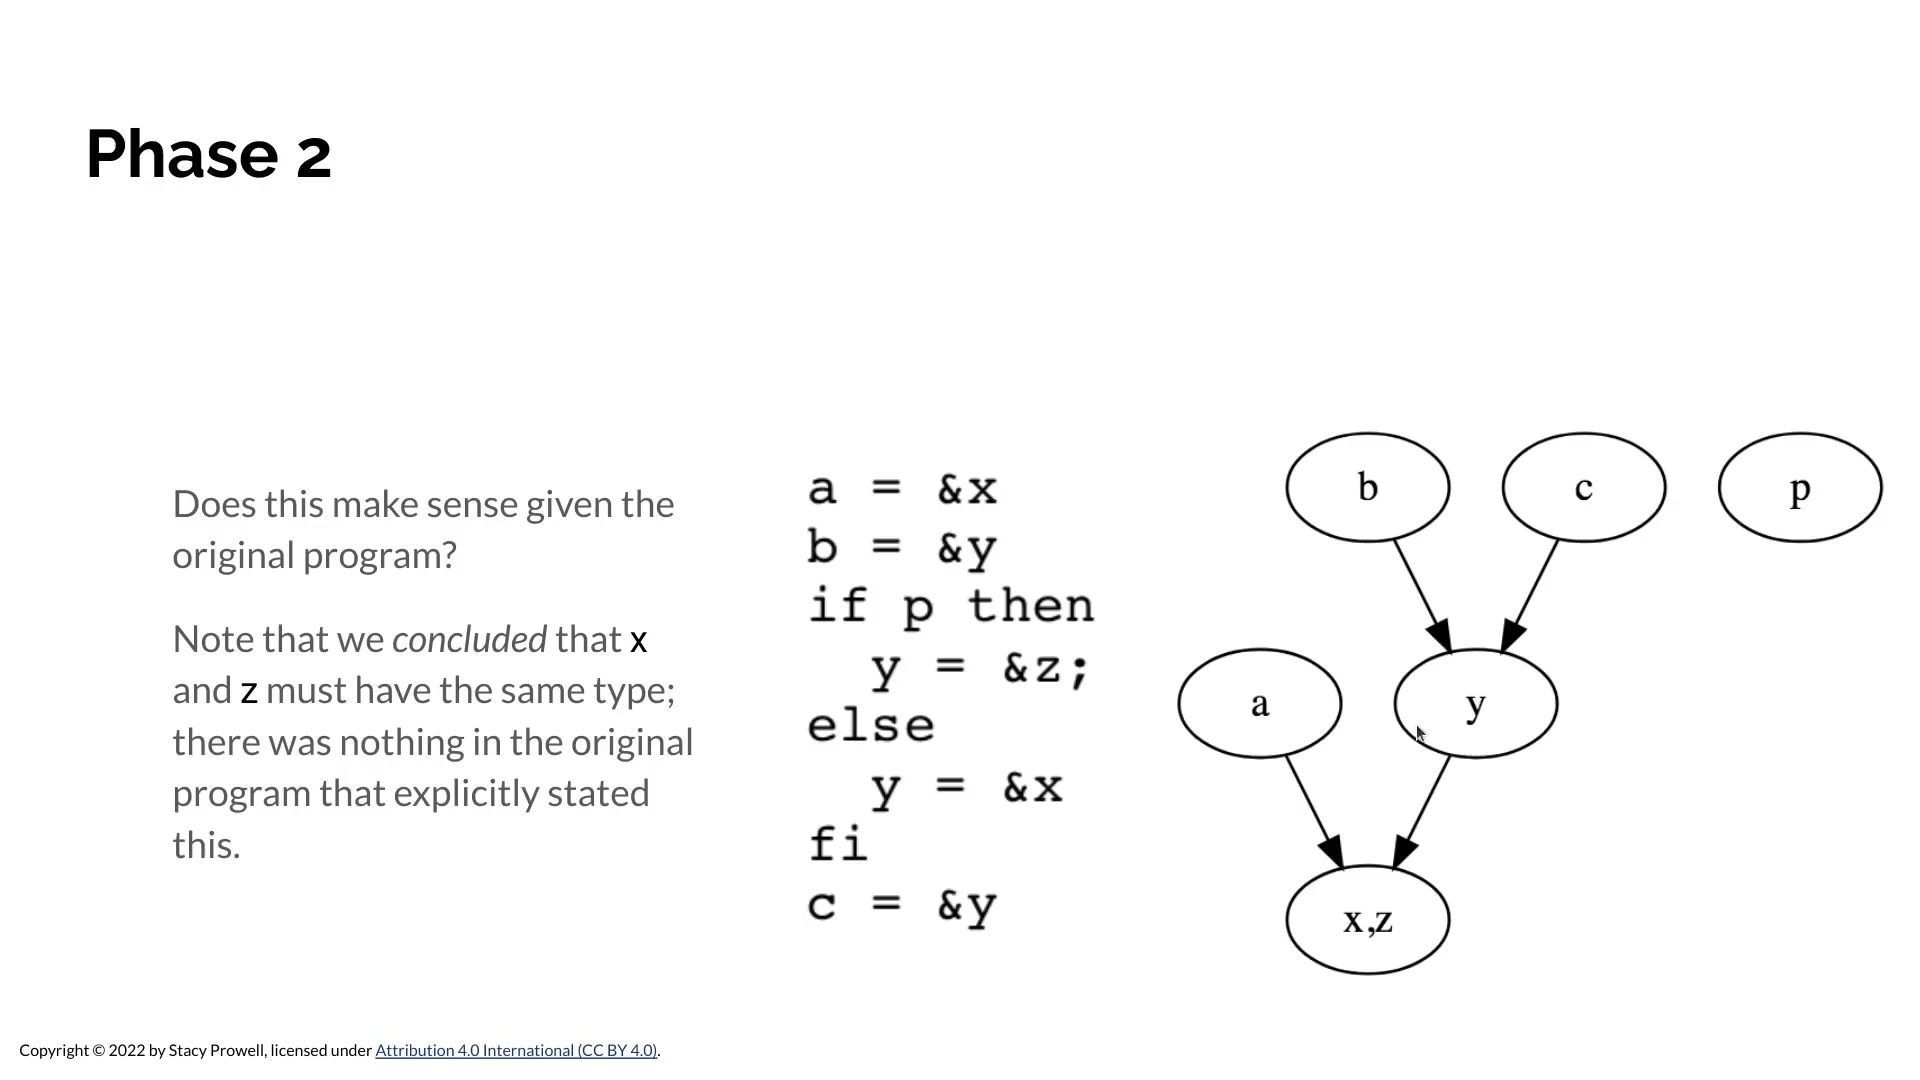 Phase 2
Does this make sense given the
original program?
Note that we concluded that x
and z must have the same type;
there was nothing in the original
program that explicitly stated
this.
a = &x
b = &y
if p then
  y = &z;
else
  y = &x
fi
c = &y
b
c
p
a
y
x,z
Copyright © 2022 by Stacy Prowell, licensed under Attribution 4.0 International (CC BY 4.0).